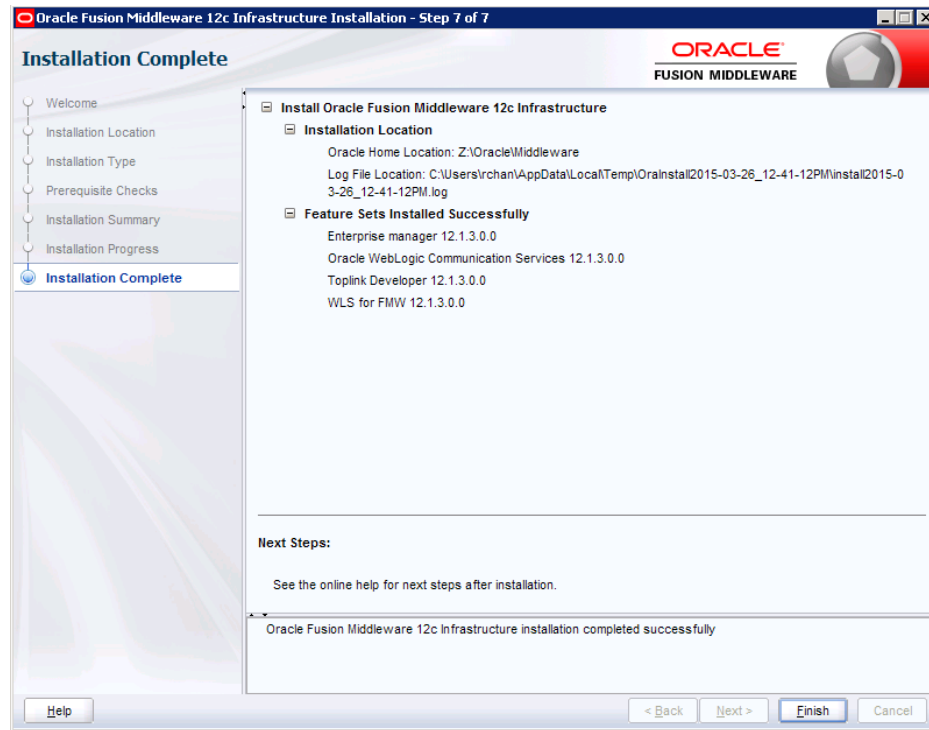 Oracle Fusion Middleware 12c Infrastructure Installation - Step 7 of 7
Installation Complete
ORACLE
FUSION MIDDLEWARE
Welcome
Installation Location
Installation Type
Prerequisite Checks
Installation Summary
Installation Progress
Installation Complete
Install Oracle Fusion Middleware 12c Infrastructure
Installation Location
Oracle Home Location: Z:\Oracle\Middleware
Log File Location: C:\Users\rchan\AppData\Local\Temp\OraInstall2015-03-26_12-41-12PM\install2015-0
3-26_12-41-12PM.log
Feature Sets Installed Successfully
Enterprise manager 12.1.3.0.0
Oracle WebLogic Communication Services 12.1.3.0.0
Toplink Developer 12.1.3.0.0
WLS for FMW 12.1.3.0.0
Next Steps:
See the online help for next steps after installation.
Oracle Fusion Middleware 12c Infrastructure installation completed successfully
Help
< Back
Next >
Finish
Cancel